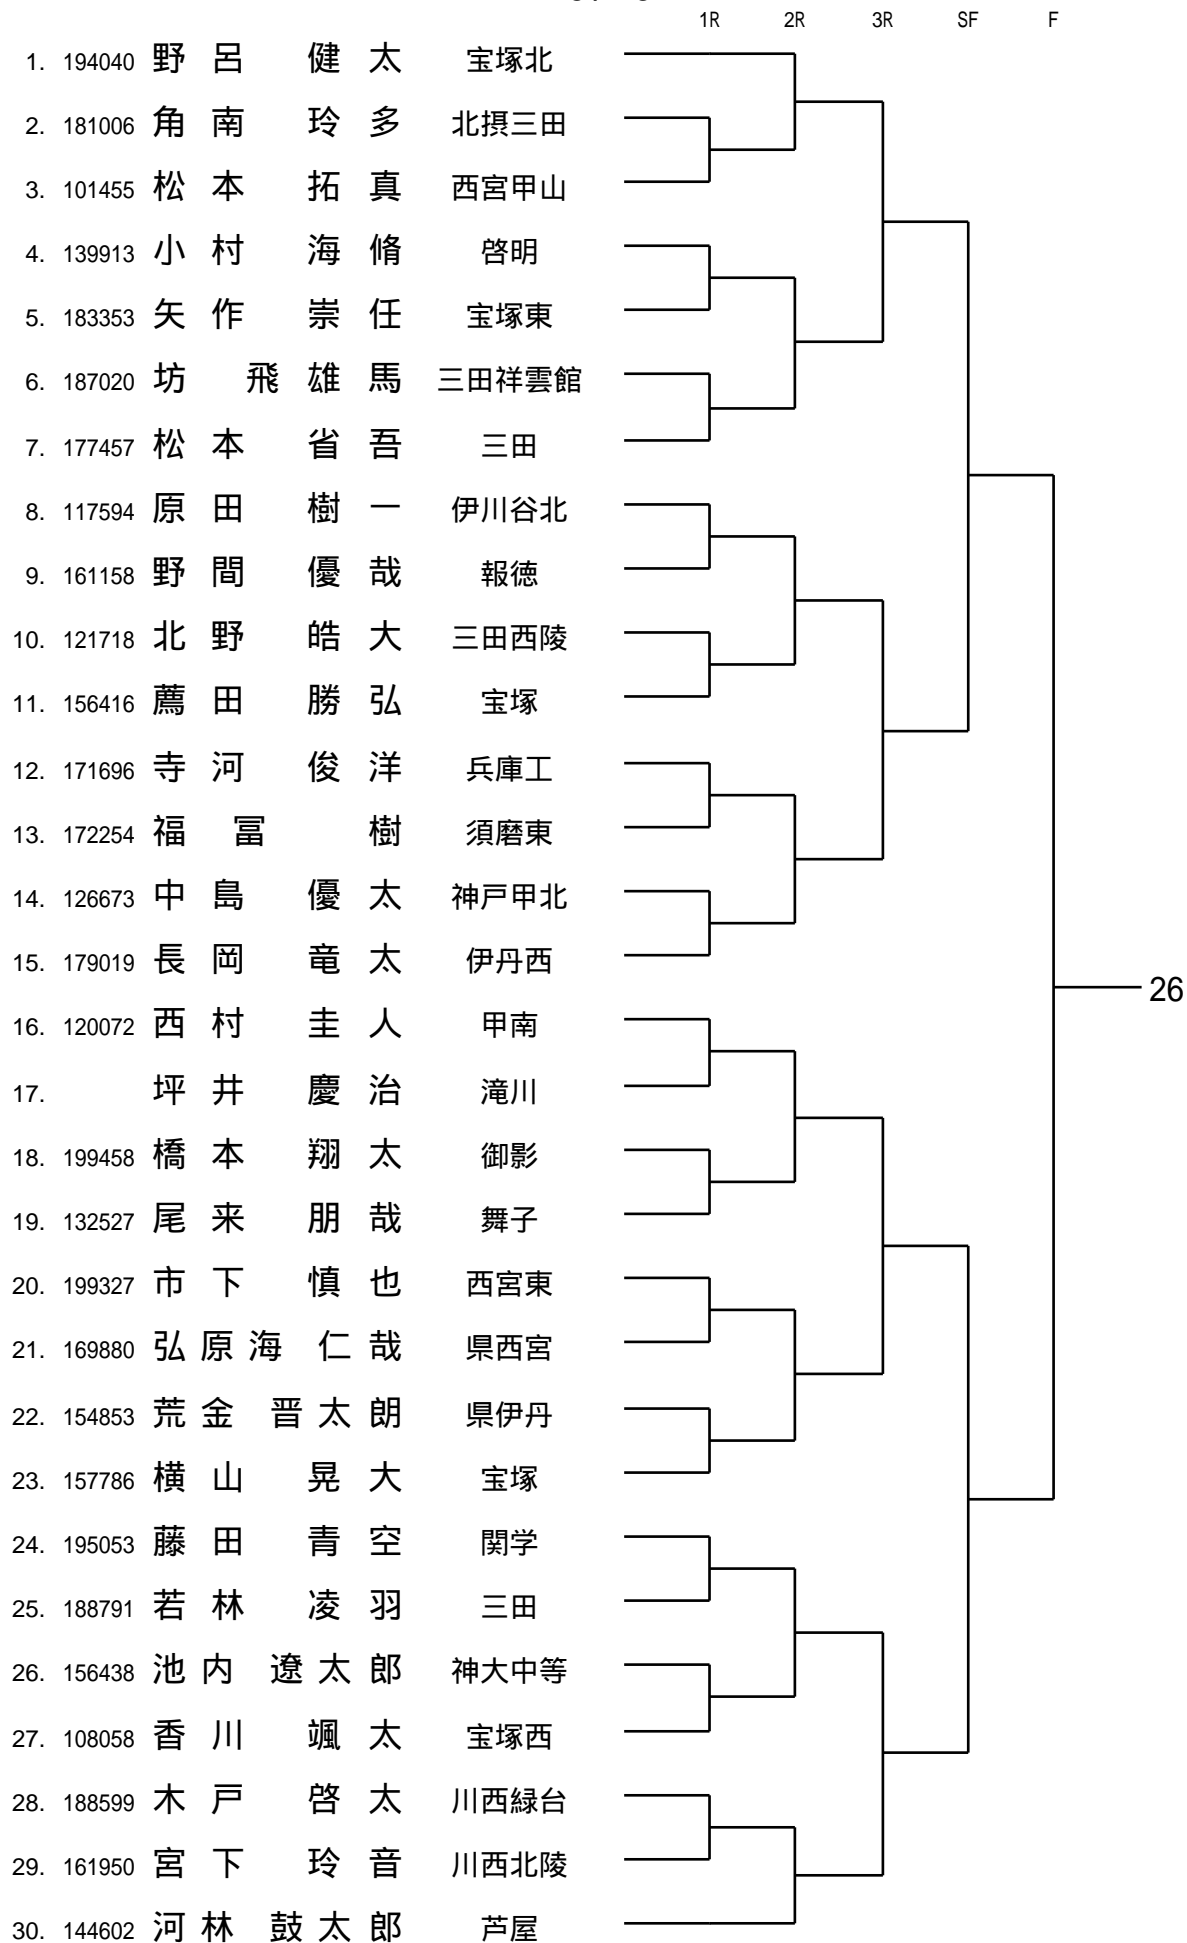 1R 2R 3R SF F
1. 194040 野呂 健太 宝塚北
2. 181006 角南 玲多 北摂三田
3. 101455 松本 拓真 西宮甲山
4. 139913 小村 海脩 啓明
5. 183353 矢作 崇任 宝塚東
6. 187020 坊 飛雄馬 三田祥雲館
7. 177457 松本 省吾 三田
8. 117594 原田 樹一 伊川谷北
9. 161158 野間 優哉 報徳
10. 121718 北野 皓大 三田西陵
11. 156416 薦田 勝弘 宝塚
12. 171696 寺河 俊洋 兵庫工
13. 172254 福冨 樹 須磨東
14. 126673 中島 優太 神戸甲北
15. 179019 長岡 竜太 伊丹西
26
16. 120072 西村 圭人 甲南
17. 坪井 慶治 滝川
18. 199458 橋本 翔太 御影
19. 132527 尾来 朋哉 舞子
20. 199327 市下 慎也 西宮東
21. 169880 弘原海 仁哉 県西宮
22. 154853 荒金 晋太朗 県伊丹
23. 157786 横山 晃大 宝塚
24. 195053 藤田 青空 関学
25. 188791 若林 凌羽 三田
26. 156438 池内 遼太郎 神大中等
27. 108058 香川 颯太 宝塚西
28. 188599 木戸 啓太 川西緑台
29. 161950 宮下 玲音 川西北陵
30. 144602 河林 鼓太郎 芦屋